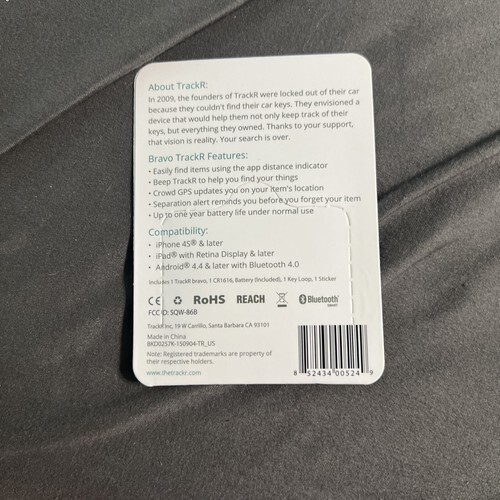 About TrackR:
In 2009, the founders of TrackR were locked out of their car
because they couldn't find their car keys. They envisioned a
device that would help them not only keep track of their
keys, but everything they owned. Thanks to your support,
that vision is reality. Your search is over.
Bravo TrackR Features:
• Easily find items using the app distance indicator
• Beep TrackR to help you find your things
• Crowd GPS updates you on your item's location
• Separation alert reminds you before you forget your item
• Up to one year battery life under normal use
Compatibility:
• iPhone 4S® & later
• iPad® with Retina Display & later
• Android® 4.4 & later with Bluetooth 4.0
Includes 1 TrackR bravo, 1 CR1616, Battery (Included), 1 Key Loop, 1 Sticker
CE RoHS REACH Bluetooth®
FCC ID: SQW-86B
TrackR Inc, 19 W Carrillo, Santa Barbara CA 93101
Made in China
BKD0257K-150904-TR_US
Note: Registered trademarks are property of
their respective holders.
www.thetrackr.com
8 52434 00524 9